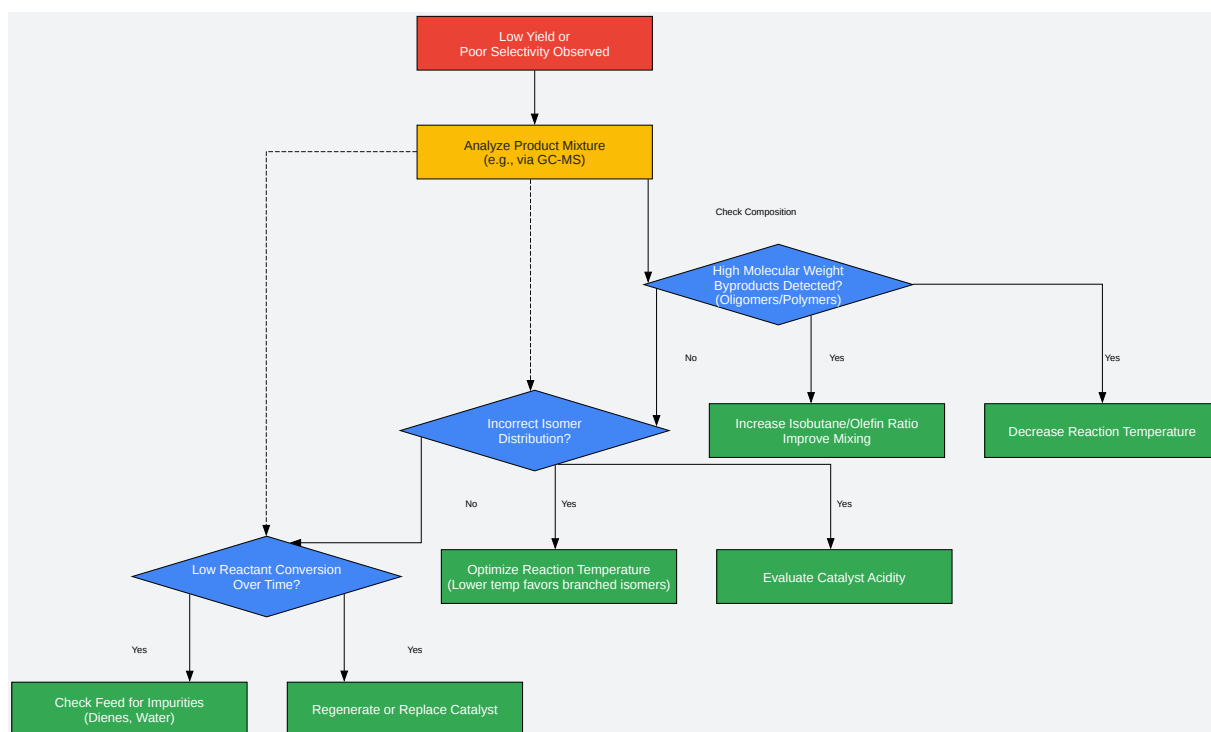 Low Yield or
Poor Selectivity Observed
Analyze Product Mixture
(e.g., via GC-MS)
Check Composition
High Molecular Weight
Byproducts Detected?
(Oligomers/Polymers)
No
Yes
Yes
Incorrect Isomer
Distribution?
Increase Isobutane/Olefin Ratio
Improve Mixing
Decrease Reaction Temperature
No
Yes
Yes
Low Reactant Conversion
Over Time?
Optimize Reaction Temperature
(Lower temp favors branched isomers)
Evaluate Catalyst Acidity
Yes
Yes
Check Feed for Impurities
(Dienes, Water)
Regenerate or Replace Catalyst